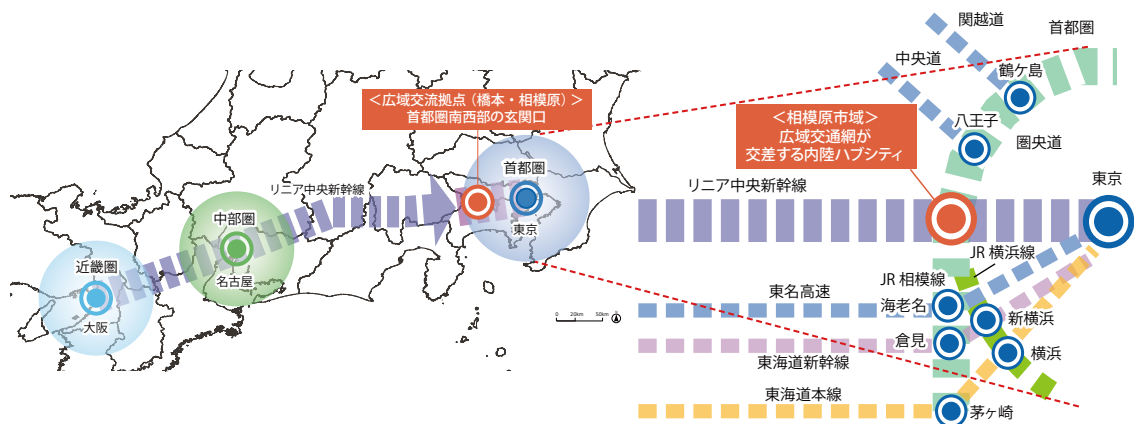 <広域交流拠点（橋本・相模原）>
首都圏南西部の玄関口
首都圏
東京
リニア中央新幹線
中部圏
名古屋
近畿圏
大阪
0 20km 50km
関越道
首都圏
中央道
鶴ケ島
八王子
圏央道
<相模原市域>
広域交通網が
交差する内陸ハブシティ
リニア中央新幹線
東京
JR 横浜線
JR 相模線
東名高速
海老名
新横浜
倉見
横浜
東海道新幹線
東海道本線
茅ヶ崎